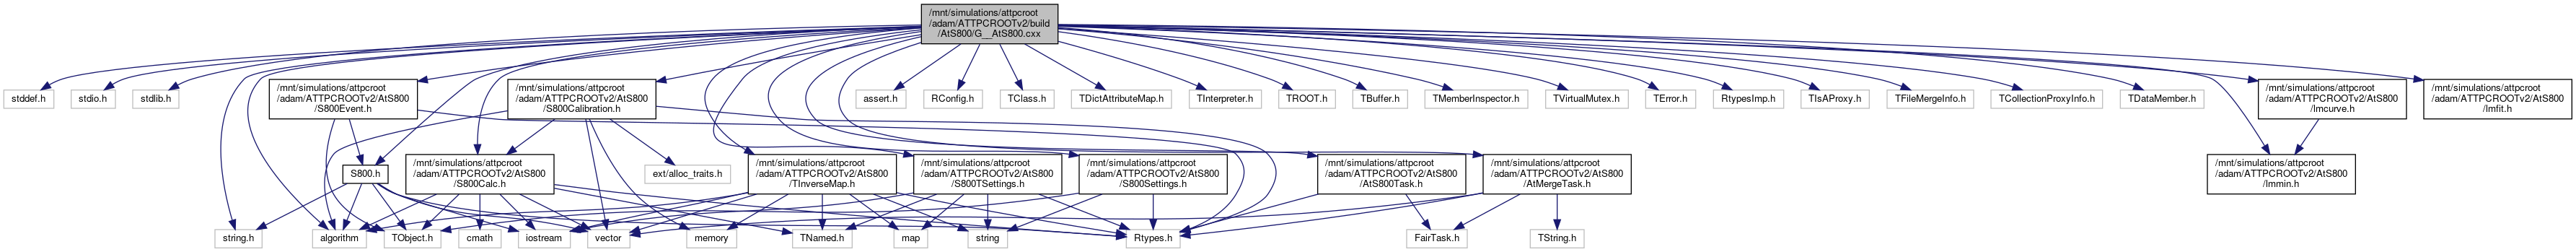 /mnt/simulations/attpcroot
/adam/ATTPCROOTv2/build
/AtS800/G__AtS800.cxx
stddef.h
stdio.h
stdlib.h
/mnt/simulations/attpcroot
/adam/ATTPCROOTv2/AtS800
/S800Event.h
/mnt/simulations/attpcroot
/adam/ATTPCROOTv2/AtS800
/S800Calibration.h
assert.h
RConfig.h
TClass.h
TDictAttributeMap.h
TInterpreter.h
TROOT.h
TBuffer.h
TMemberInspector.h
TVirtualMutex.h
TError.h
RtypesImp.h
TIsAProxy.h
TFileMergeInfo.h
TCollectionProxyInfo.h
TDataMember.h
/mnt/simulations/attpcroot
/adam/ATTPCROOTv2/AtS800
/lmcurve.h
/mnt/simulations/attpcroot
/adam/ATTPCROOTv2/AtS800
/lmfit.h
S800.h
/mnt/simulations/attpcroot
/adam/ATTPCROOTv2/AtS800
/S800Calc.h
ext/alloc_traits.h
/mnt/simulations/attpcroot
/adam/ATTPCROOTv2/AtS800
/TInverseMap.h
/mnt/simulations/attpcroot
/adam/ATTPCROOTv2/AtS800
/S800TSettings.h
/mnt/simulations/attpcroot
/adam/ATTPCROOTv2/AtS800
/S800Settings.h
/mnt/simulations/attpcroot
/adam/ATTPCROOTv2/AtS800
/AtS800Task.h
/mnt/simulations/attpcroot
/adam/ATTPCROOTv2/AtS800
/AtMergeTask.h
/mnt/simulations/attpcroot
/adam/ATTPCROOTv2/AtS800
/lmmin.h
string.h
algorithm
TObject.h
cmath
iostream
vector
memory
TNamed.h
map
string
Rtypes.h
FairTask.h
TString.h